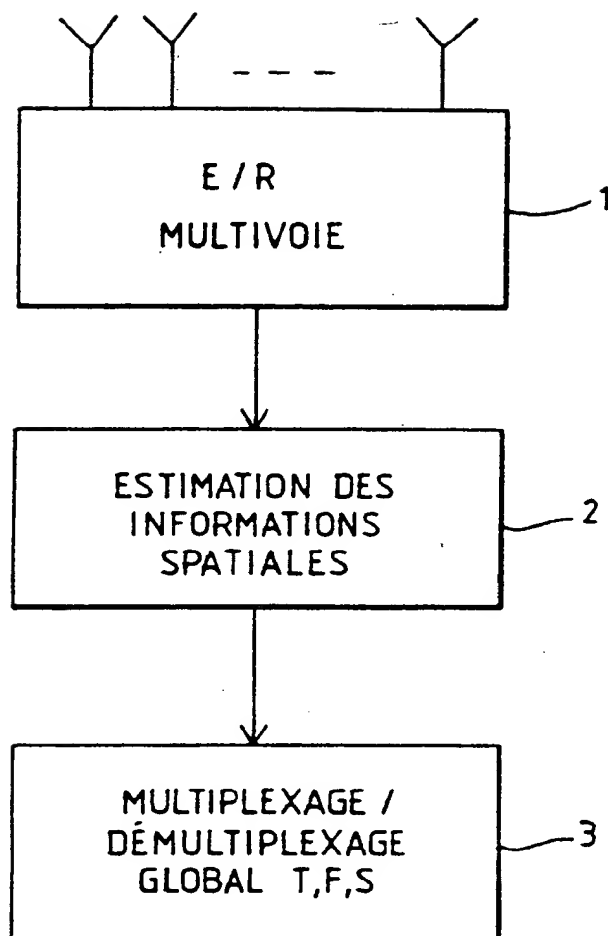 E / R
MULTIVOIE
1
ESTIMATION DES
INFORMATIONS
SPATIALES
2
MULTIPLEXAGE /
DÉMULTIPLEXAGE
GLOBAL T,F,S
3